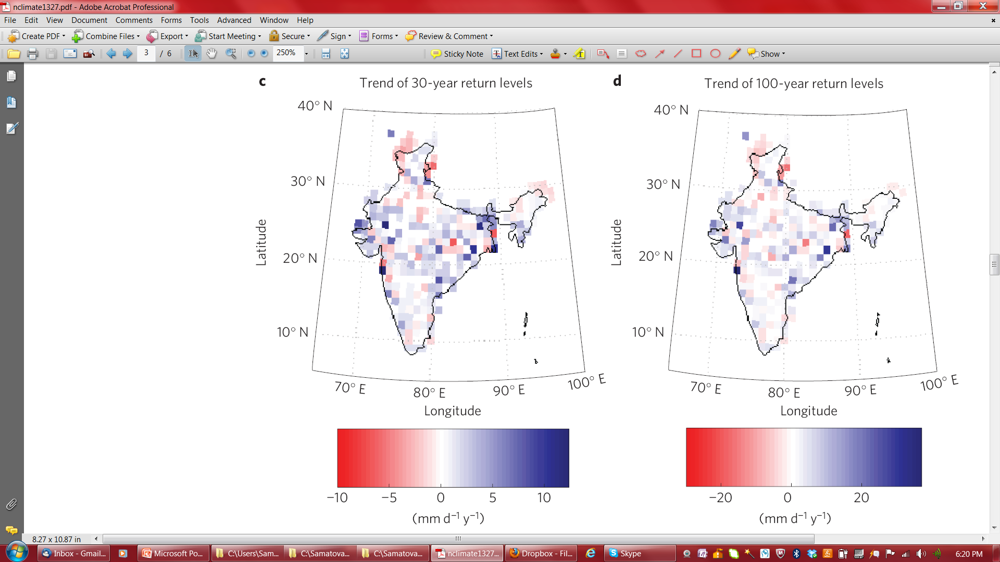 nclimate1327.pdf - Adobe Acrobat Professional
File Edit View Document Comments Forms Tools Advanced Window Help
Create PDF Combine Files Export Start Meeting Secure Sign Forms Review & Comment
3 / 6 250% Sticky Note Text Edits Show
c Trend of 30-year return levels
40° N
30° N
20° N
10° N
Latitude
70° E 80° E 90° E 100° E
Longitude
−10 −5 0 5 10
(mm d⁻¹ y⁻¹)
d Trend of 100-year return levels
40° N
30° N
20° N
10° N
Latitude
70° E 80° E 90° E 100° E
Longitude
−20 0 20
(mm d⁻¹ y⁻¹)
8.27 x 10.87 in
Inbox - Gmail... Microsoft Po... C:\Users\Sam... C:\Samatova... C:\Samatova... nclimate1327... Dropbox - Fil... Skype 6:20 PM